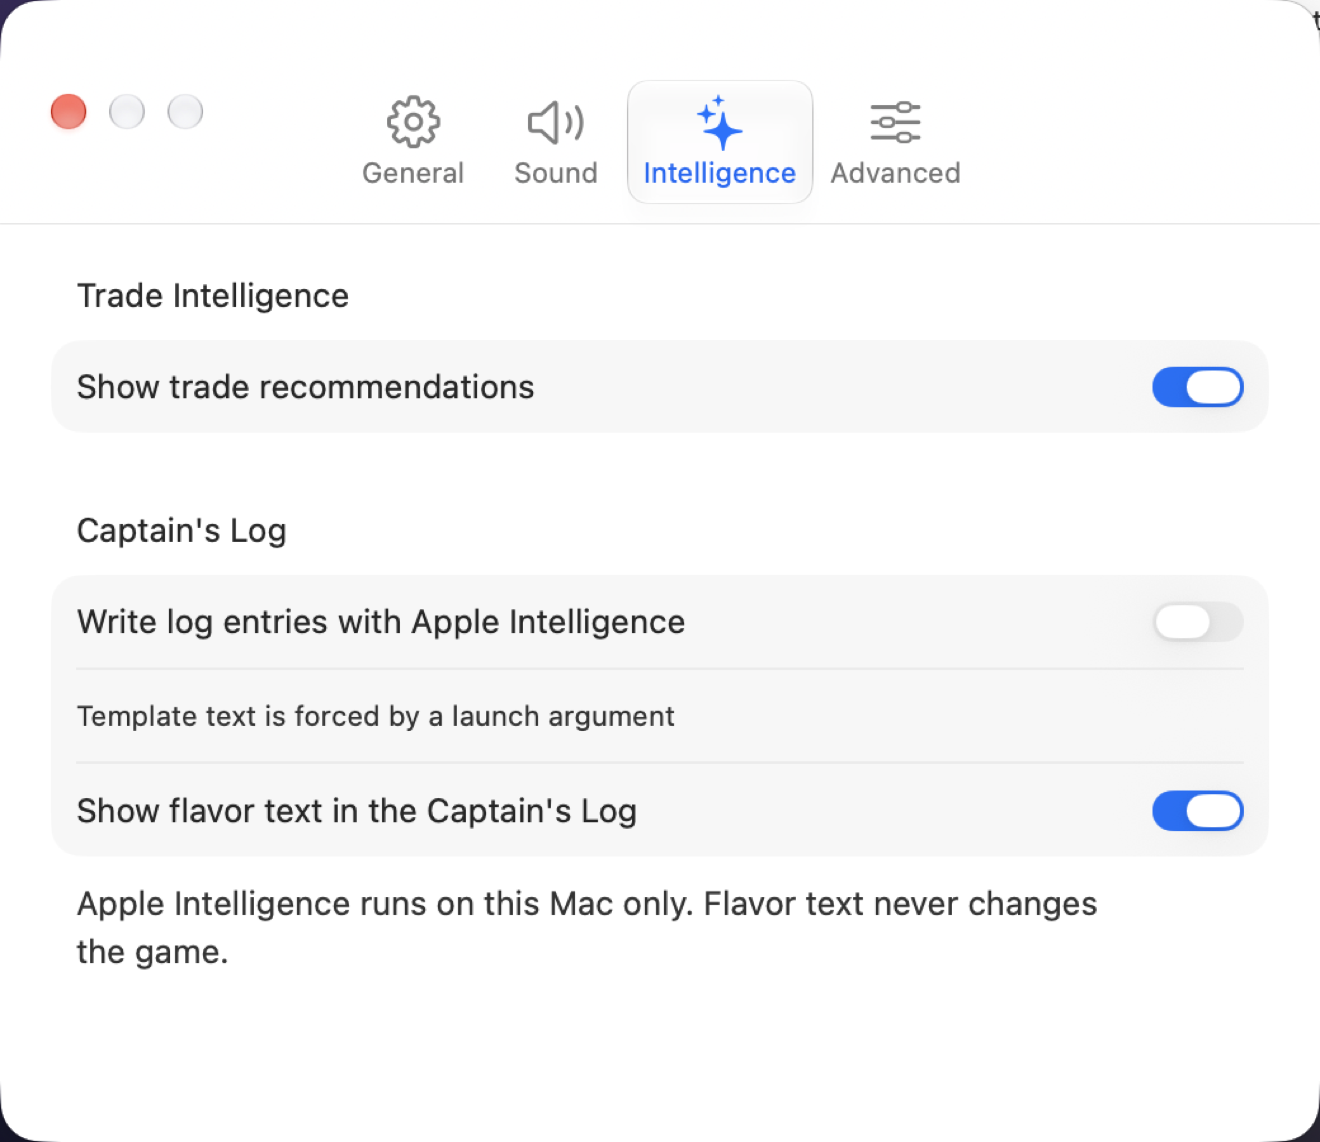 General
Sound
Intelligence
Advanced
Trade Intelligence
Show trade recommendations
Captain's Log
Write log entries with Apple Intelligence
Template text is forced by a launch argument
Show flavor text in the Captain's Log
Apple Intelligence runs on this Mac only. Flavor text never changes
the game.